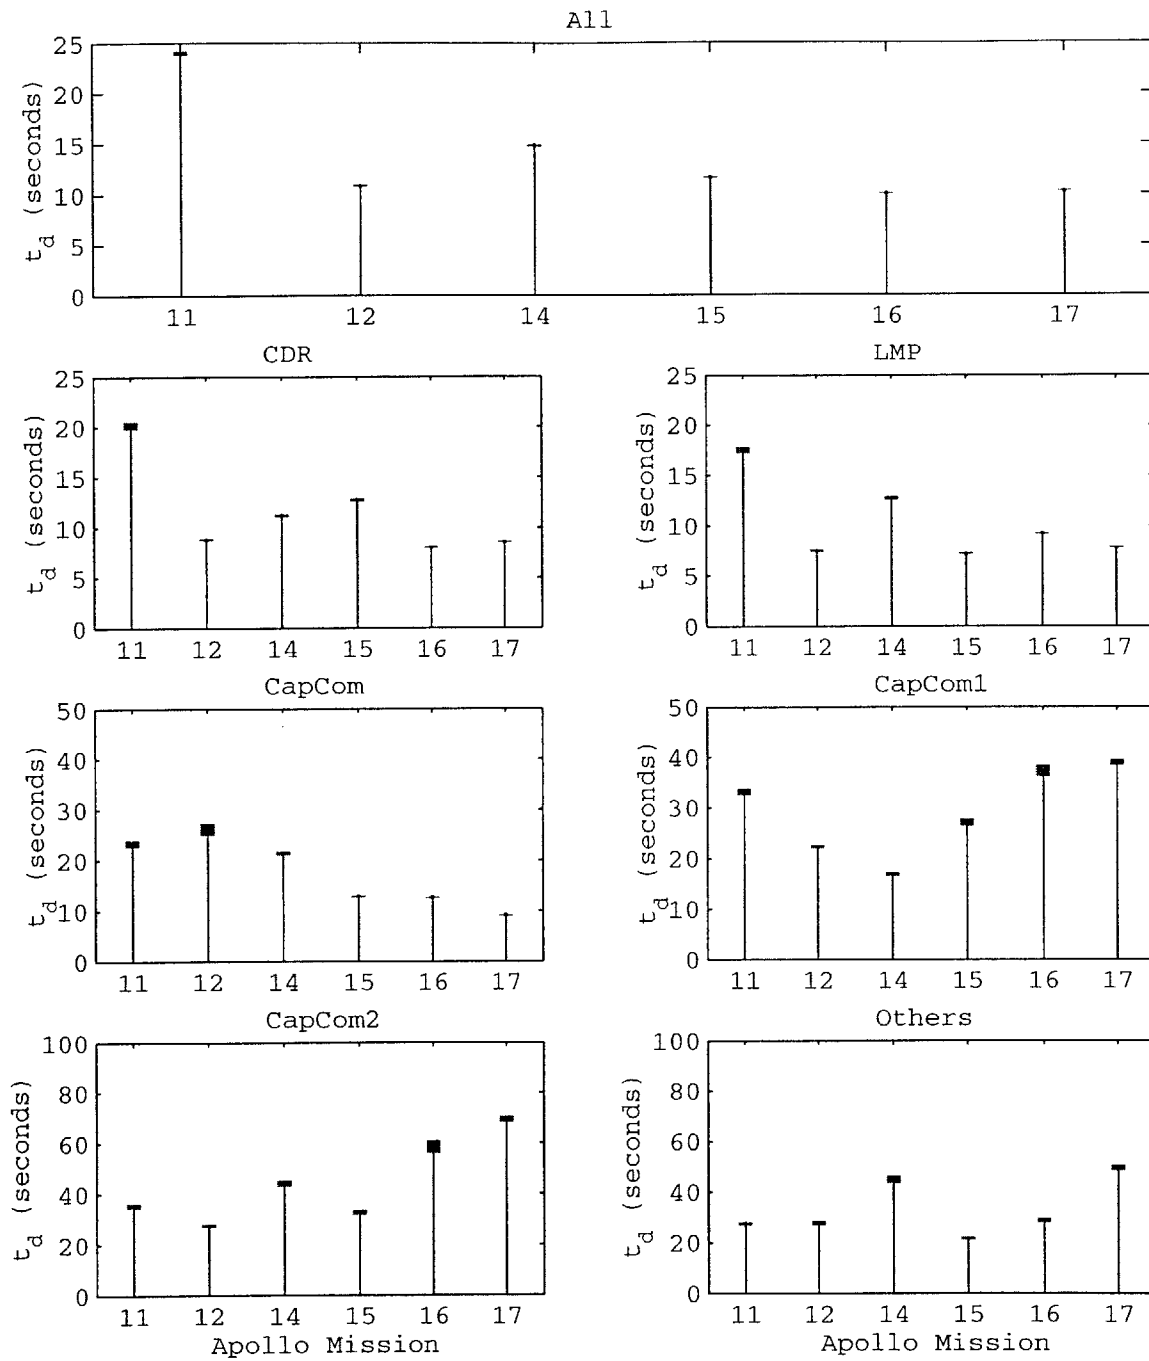 All
25
20
15
10
5
0
t_d (seconds)
11 12 14 15 16 17
CDR LMP
25
20
15
10
5
0
t_d (seconds)
11 12 14 15 16 17
25
20
15
10
5
0
t_d (seconds)
11 12 14 15 16 17
CapCom CapCom1
50
40
30
20
10
0
t_d (seconds)
11 12 14 15 16 17
50
40
30
20
10
0
t_d (seconds)
11 12 14 15 16 17
CapCom2 Others
100
80
60
40
20
0
t_d (seconds)
11 12 14 15 16 17
Apollo Mission
100
80
60
40
20
0
t_d (seconds)
11 12 14 15 16 17
Apollo Mission